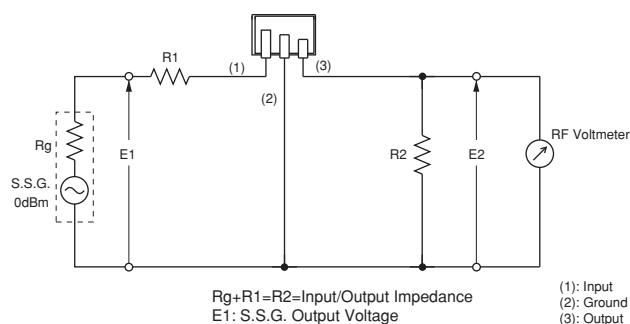 R1
(1)
(3)
(2)
Rg
E1
R2
E2
RF Voltmeter
S.S.G.
0dBm
Rg+R1=R2=Input/Output Impedance
E1: S.S.G. Output Voltage
(1): Input
(2): Ground
(3): Output